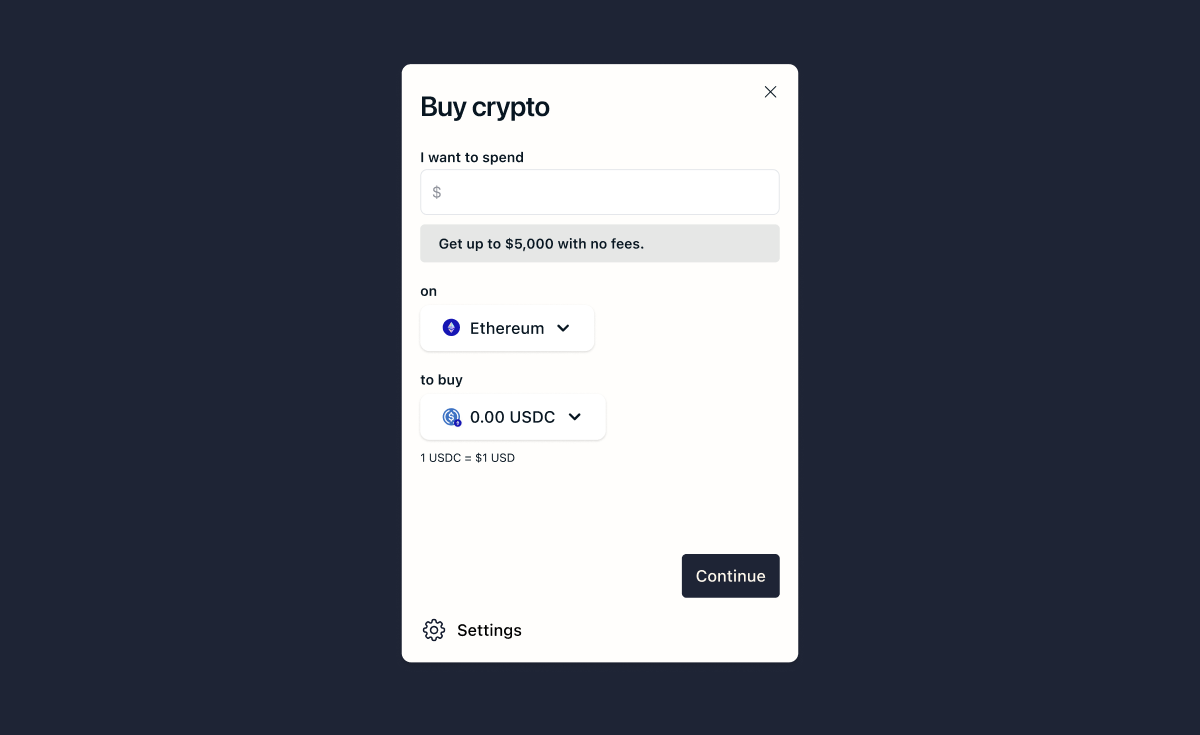 Buy crypto
I want to spend
$
Get up to $5,000 with no fees.
on
Ethereum
to buy
0.00 USDC
1 USDC = $1 USD
Continue
Settings